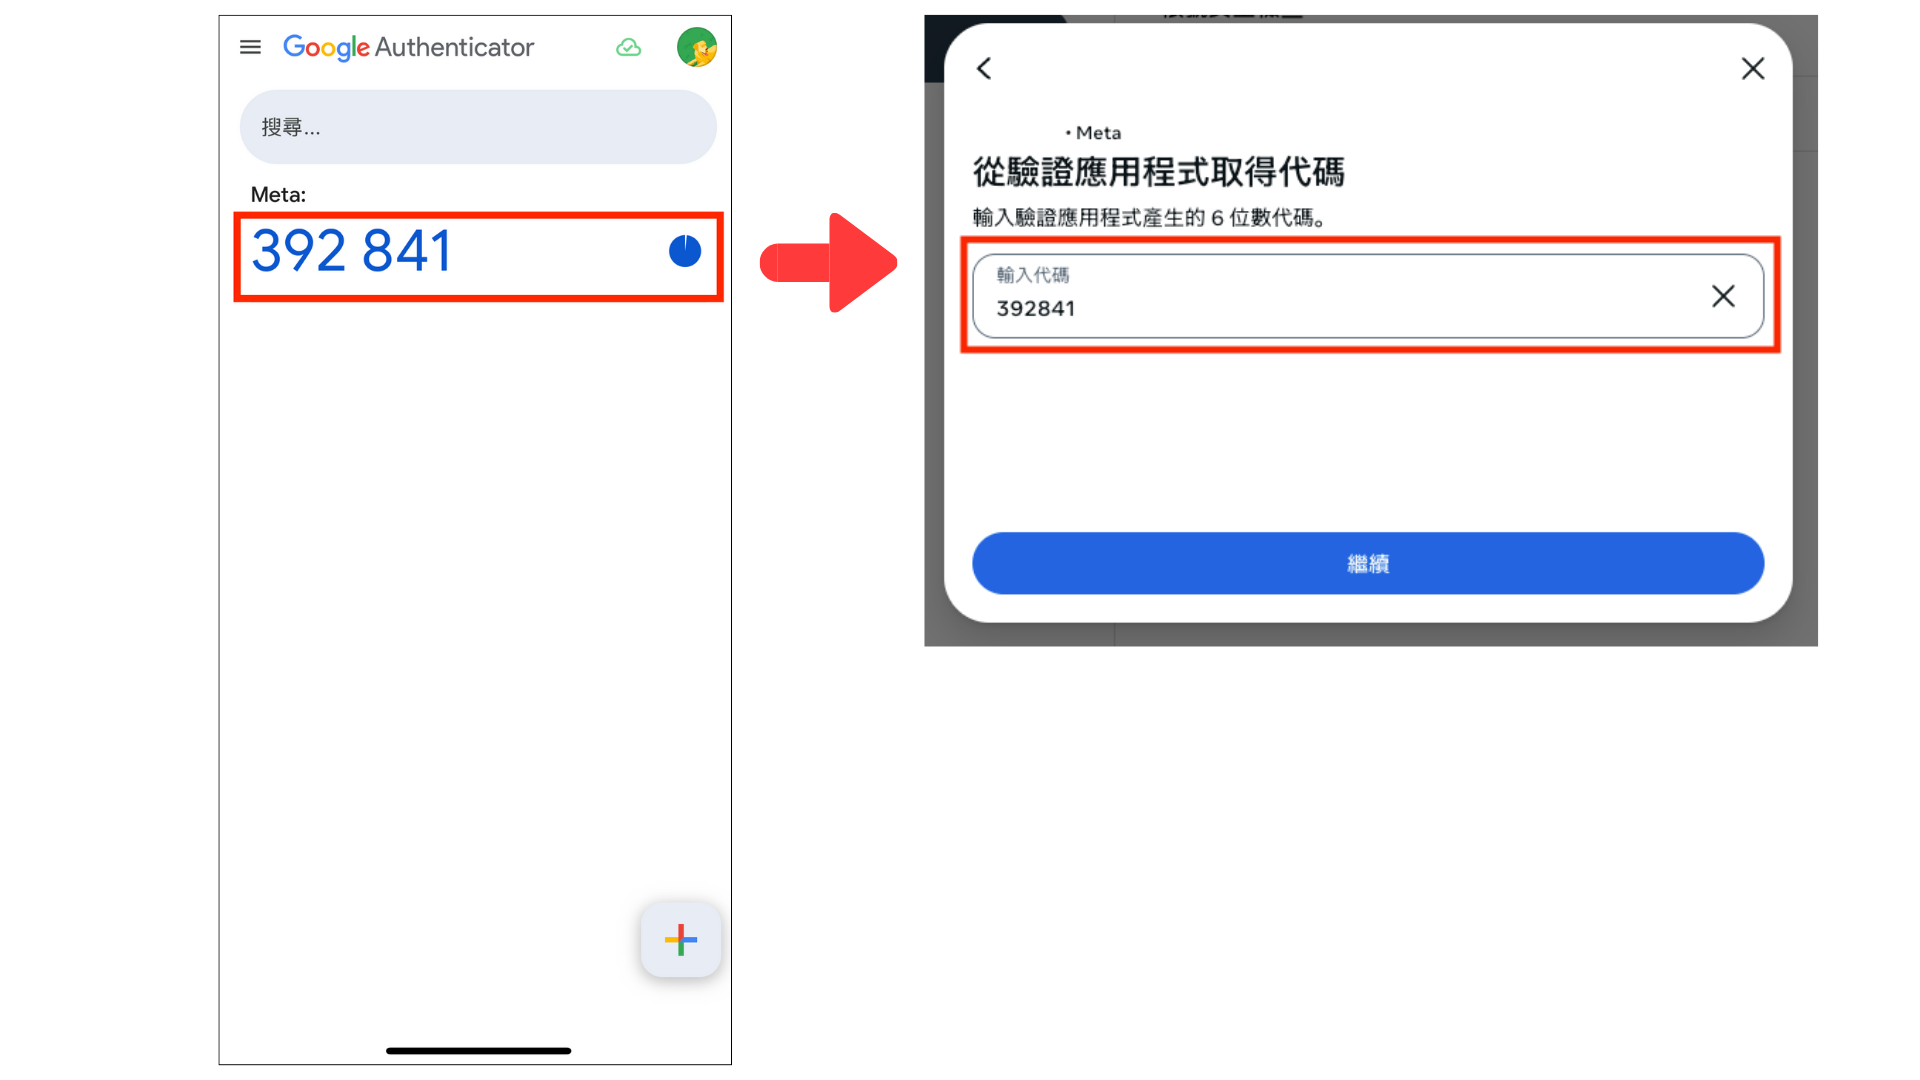 Google Authenticator
搜尋...
Meta:
392 841
• Meta
從驗證應用程式取得代碼
輸入驗證應用程式產生的 6 位數代碼。
輸入代碼
392841
繼續